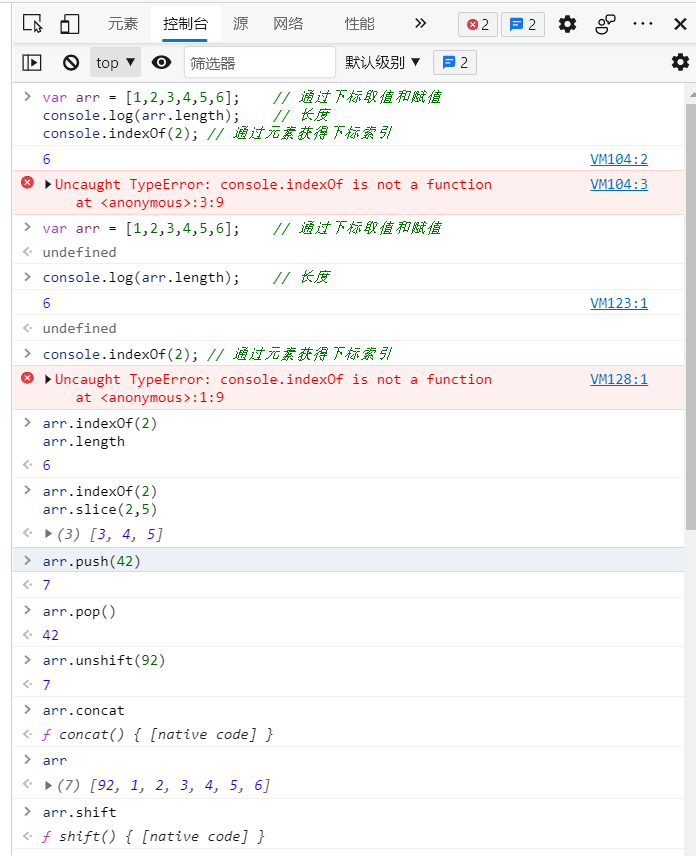 元素 控制台 源 网络 性能 2 2
top ▼ 筛选器 默认级别 ▼ 2
var arr = [1,2,3,4,5,6];    // 通过下标取值和赋值
console.log(arr.length);    // 长度
console.indexOf(2); // 通过元素获得下标索引
6 VM104:2
Uncaught TypeError: console.indexOf is not a function VM104:3
at <anonymous>:3:9
var arr = [1,2,3,4,5,6];    // 通过下标取值和赋值
undefined
console.log(arr.length);    // 长度
6 VM123:1
undefined
console.indexOf(2); // 通过元素获得下标索引
Uncaught TypeError: console.indexOf is not a function VM128:1
at <anonymous>:1:9
arr.indexOf(2)
arr.length
6
arr.indexOf(2)
arr.slice(2,5)
(3) [3, 4, 5]
arr.push(42)
7
arr.pop()
42
arr.unshift(92)
7
arr.concat
ƒ concat() { [native code] }
arr
(7) [92, 1, 2, 3, 4, 5, 6]
arr.shift
ƒ shift() { [native code] }